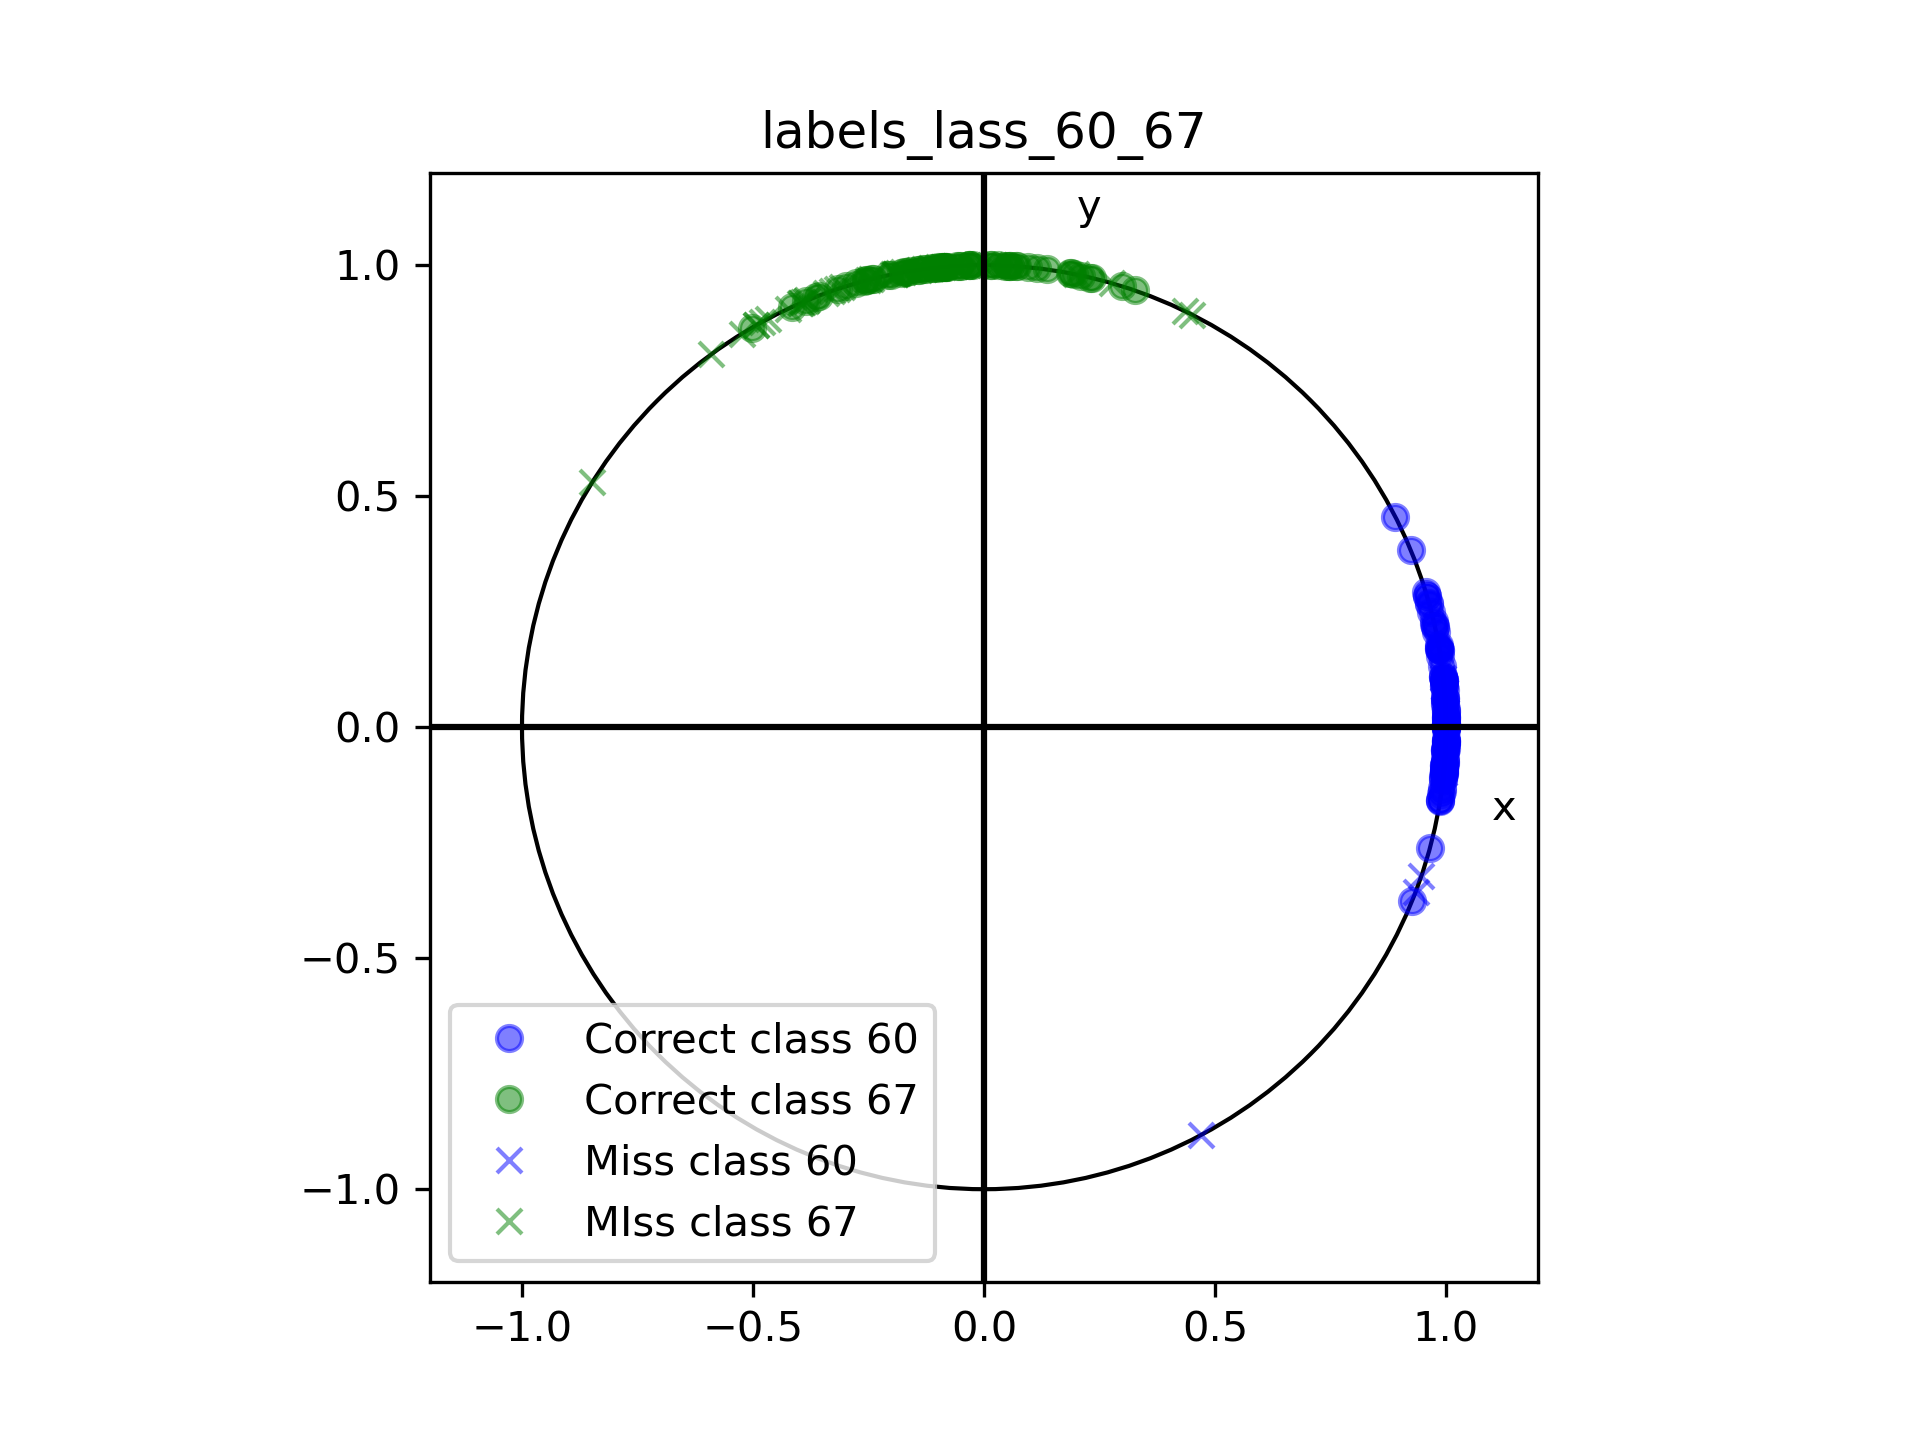 labels_lass_60_67
y
1.0
0.5
0.0
x
−0.5
−1.0
Correct class 60
Correct class 67
Miss class 60
MIss class 67
−1.0 −0.5 0.0 0.5 1.0